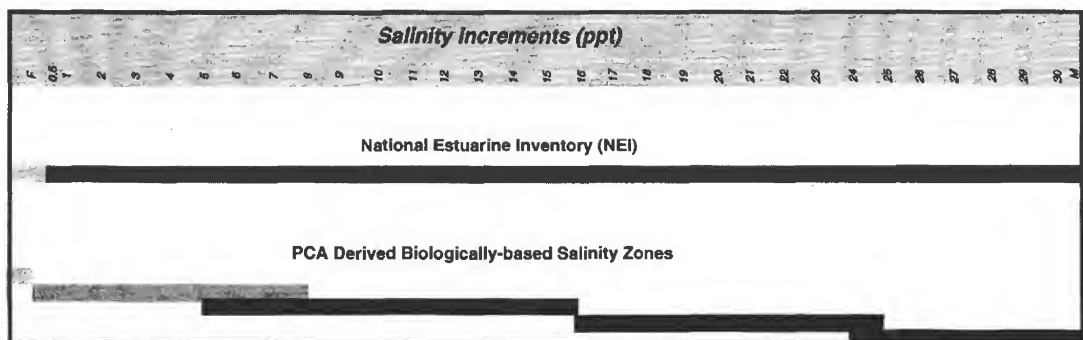 Salinity Increments (ppt)
F 0.5 1 2 3 4 5 6 7 8 9 10 11 12 13 14 15 16 17 18 19 20 21 22 23 24 25 26 27 28 29 30 M
National Estuarine Inventory (NEI)
PCA Derived Biologically-based Salinity Zones